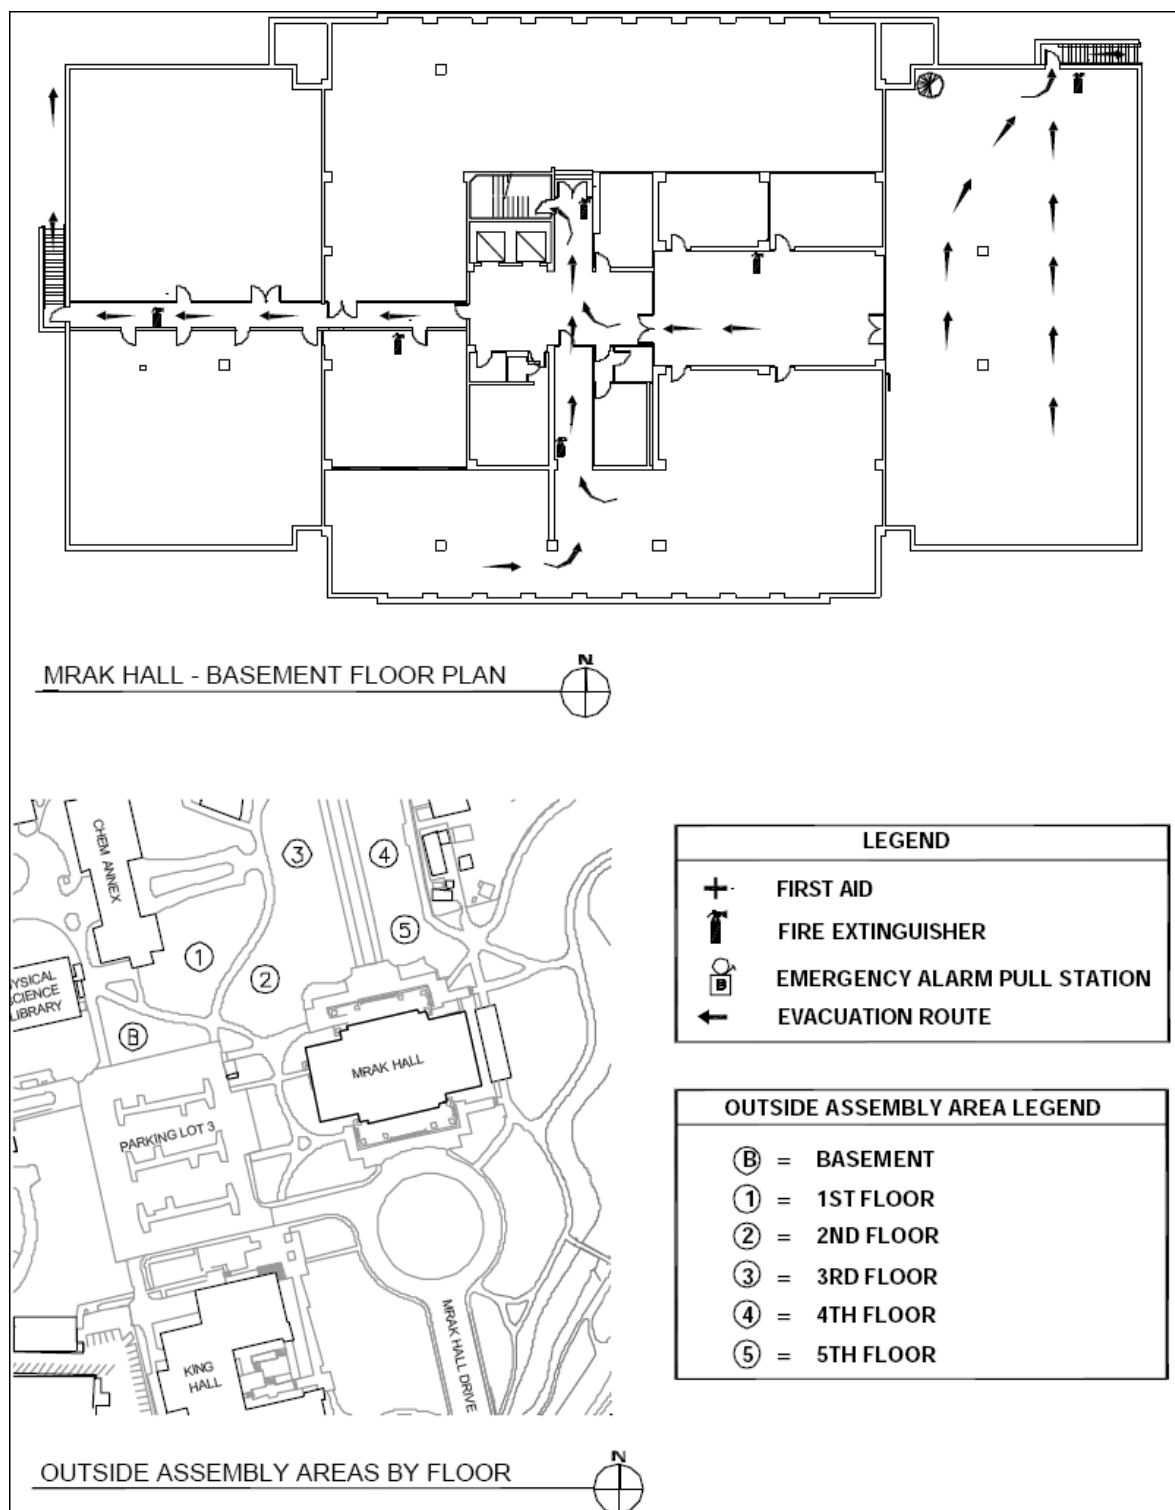 MRAK HALL - BASEMENT FLOOR PLAN
N
CHEM ANNEX
3
4
5
1
2
YSICAL
CIENCE
LIBRARY
B
MRAK HALL
PARKING LOT 3
MRAK HALL DRIVE
KING
HALL
OUTSIDE ASSEMBLY AREAS BY FLOOR
N
LEGEND
FIRST AID
FIRE EXTINGUISHER
B EMERGENCY ALARM PULL STATION
EVACUATION ROUTE
OUTSIDE ASSEMBLY AREA LEGEND
B = BASEMENT
1 = 1ST FLOOR
2 = 2ND FLOOR
3 = 3RD FLOOR
4 = 4TH FLOOR
5 = 5TH FLOOR